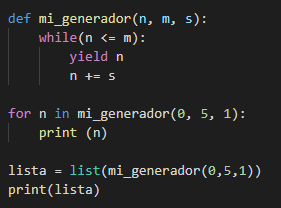 def mi_generador(n, m, s):
    while(n <= m):
        yield n
        n += s

for n in mi_generador(0, 5, 1):
    print (n)

lista = list(mi_generador(0,5,1))
print(lista)